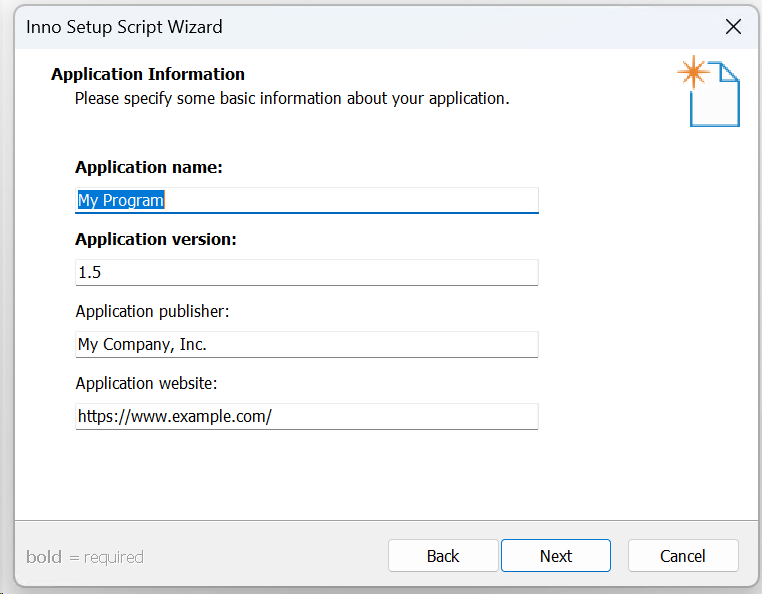 Inno Setup Script Wizard
Application Information
Please specify some basic information about your application.
Application name:
My Program
Application version:
1.5
Application publisher:
My Company, Inc.
Application website:
https://www.example.com/
bold = required
Back
Next
Cancel